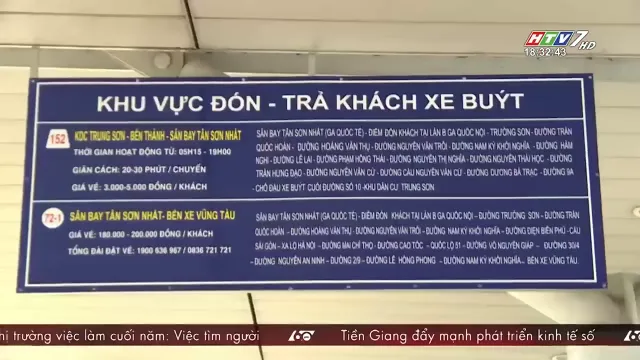 HTV7 HD
18:32:43
KHU VỰC ĐÓN - TRẢ KHÁCH XE BUÝT
152
KDC TRUNG SƠN - BẾN THÀNH - SÂN BAY TÂN SƠN NHẤT
THỜI GIAN HOẠT ĐỘNG TỪ: 05H15 - 19H00
GIÃN CÁCH: 20-30 PHÚT / CHUYẾN
GIÁ VÉ: 3.000-5.000 ĐỒNG / KHÁCH
SÂN BAY TÂN SƠN NHẤT (GA QUỐC TẾ) - ĐIỂM ĐÓN KHÁCH TẠI LÀN B GA QUỐC NỘI - TRƯỜNG SƠN - ĐƯỜNG TRẦN
QUỐC HOÀN - ĐƯỜNG HOÀNG VĂN THỤ - ĐƯỜNG NGUYỄN VĂN TRỖI - ĐƯỜNG NAM KỲ KHỞI NGHĨA - ĐƯỜNG HÀM
NGHI - ĐƯỜNG LÊ LAI - ĐƯỜNG PHẠM HỒNG THÁI - ĐƯỜNG NGUYỄN THỊ NGHĨA - ĐƯỜNG NGUYỄN THÁI HỌC - ĐƯỜNG
TRẦN HƯNG ĐẠO - ĐƯỜNG NGUYỄN VĂN CỪ - ĐƯỜNG CẦU NGUYỄN VĂN CỪ - ĐƯỜNG DƯƠNG BÁ TRẠC - ĐƯỜNG 9A
- CHỖ ĐẬU XE BUÝT CUỐI ĐƯỜNG SỐ 10 - KHU DÂN CƯ TRUNG SƠN
72-1
SÂN BAY TÂN SƠN NHẤT- BẾN XE VŨNG TÀU
GIÁ VÉ: 180.000 - 200.000 ĐỒNG / KHÁCH
TỔNG ĐÀI ĐẶT VÉ: 1900 636 967 / 0836 721 721
SÂN BAY TÂN SƠN NHẤT (GA QUỐC TẾ) - ĐIỂM ĐÓN KHÁCH TẠI LÀN B GA QUỐC NỘI - ĐƯỜNG TRƯỜNG SƠN - ĐƯỜNG TRẦN
QUỐC HOÀN - ĐƯỜNG HOÀNG VĂN THỤ - ĐƯỜNG NGUYỄN VĂN TRỖI - ĐƯỜNG NAM KỲ KHỞI NGHĨA - ĐƯỜNG ĐIỆN BIÊN PHỦ - CẦU
SÀI GÒN - XA LỘ HÀ NỘI - ĐƯỜNG MAI CHÍ THỌ - ĐƯỜNG CAO TỐC - QUỐC LỘ 51 - ĐƯỜNG VÕ NGUYÊN GIÁP - ĐƯỜNG 30/4
- ĐƯỜNG NGUYỄN AN NINH - ĐƯỜNG 2/9 - ĐƯỜNG LÊ HỒNG PHONG - ĐƯỜNG NAM KỲ KHỞI NGHĨA - BẾN XE VŨNG TÀU.
hị trường việc làm cuối năm: Việc tìm người
60
Tiền Giang đẩy mạnh phát triển kinh tế số
60